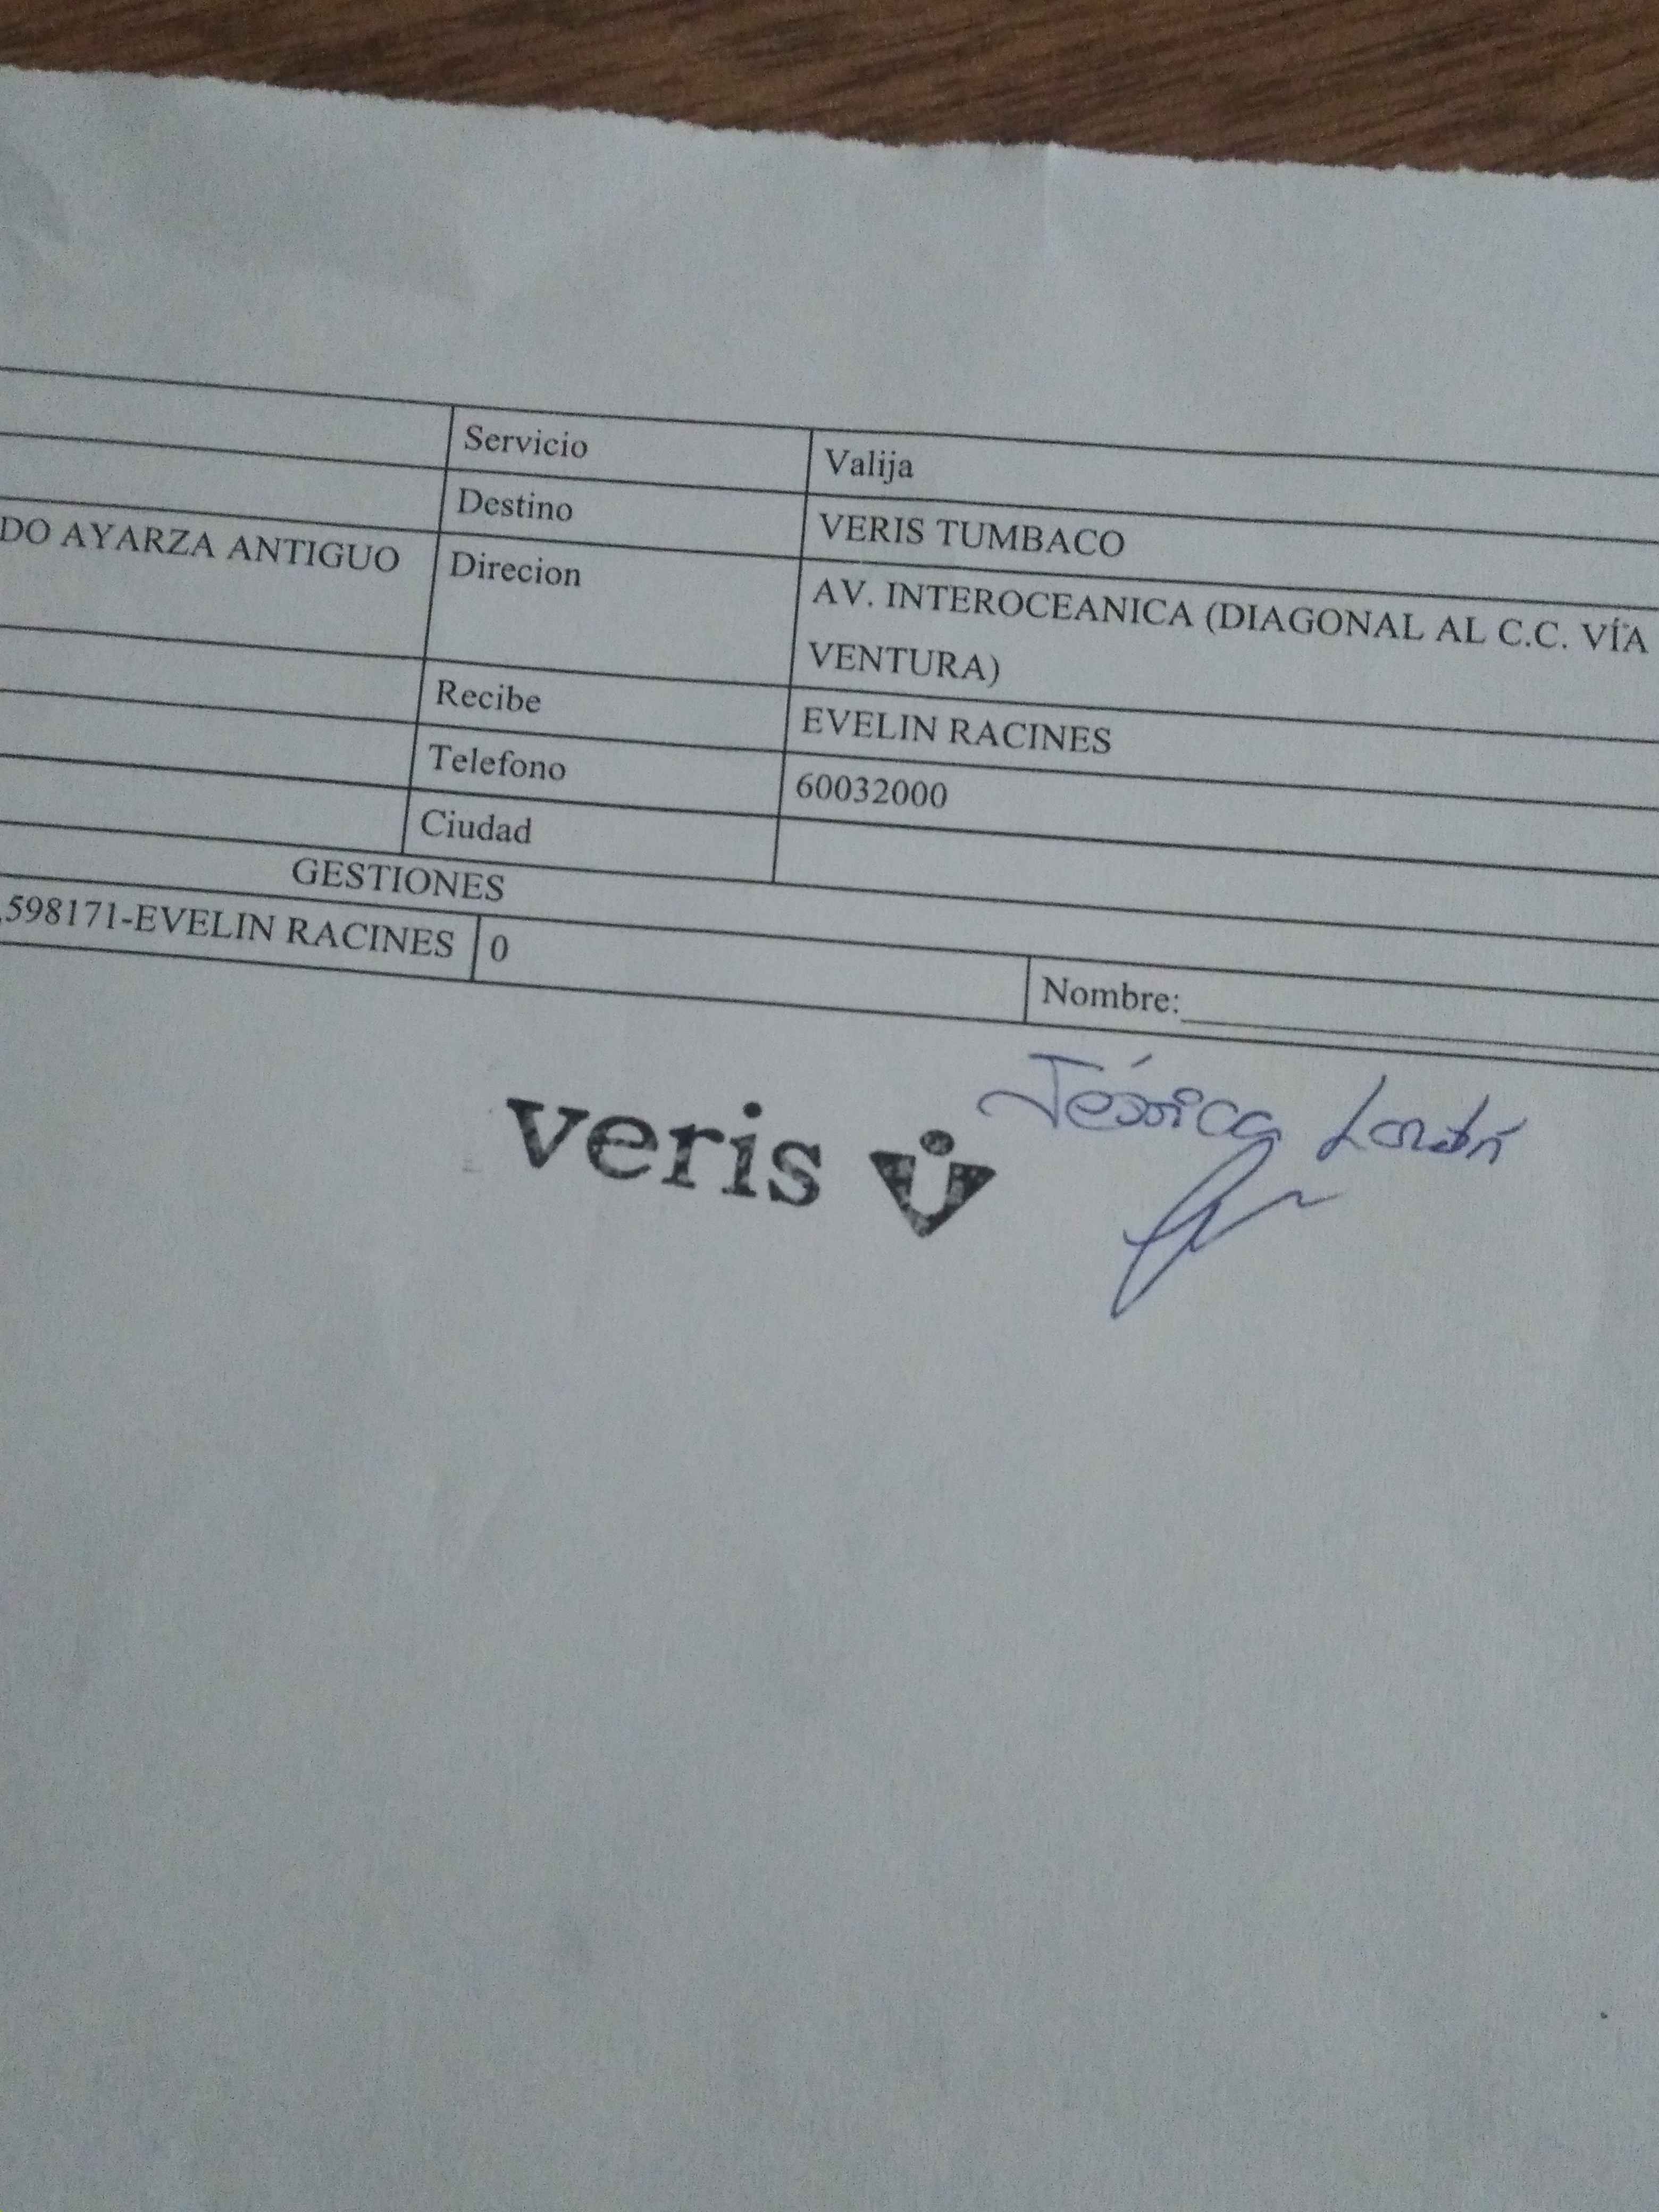 Servicio Valija
Destino VERIS TUMBACO
DO AYARZA ANTIGUO Direcion AV. INTEROCEANICA (DIAGONAL AL C.C. VÍA
VENTURA)
Recibe EVELIN RACINES
Telefono 60032000
Ciudad
GESTIONES
,598171-EVELIN RACINES 0 Nombre:
Jéssica
veris